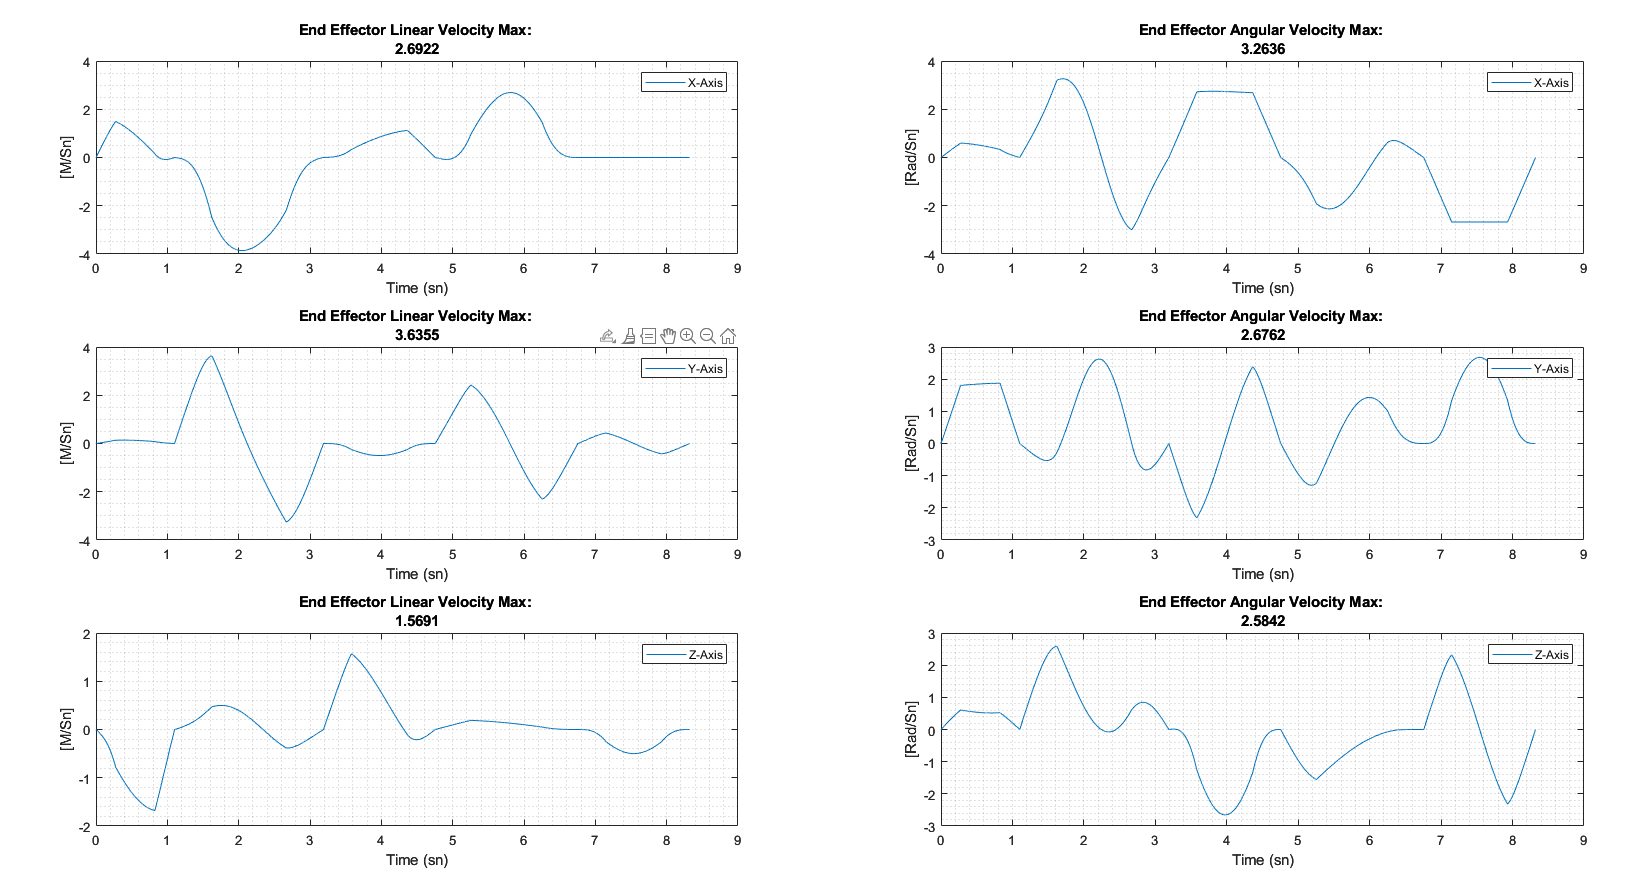 End Effector Linear Velocity Max:
2.6922
4
2
0
-2
-4
[M/Sn]
X-Axis
0 1 2 3 4 5 6 7 8 9
Time (sn)
End Effector Angular Velocity Max:
3.2636
4
2
0
-2
-4
[Rad/Sn]
X-Axis
0 1 2 3 4 5 6 7 8 9
Time (sn)
End Effector Linear Velocity Max:
3.6355
4
2
0
-2
-4
[M/Sn]
Y-Axis
0 1 2 3 4 5 6 7 8 9
Time (sn)
End Effector Angular Velocity Max:
2.6762
3
2
1
0
-1
-2
-3
[Rad/Sn]
Y-Axis
0 1 2 3 4 5 6 7 8 9
Time (sn)
End Effector Linear Velocity Max:
1.5691
2
1
0
-1
-2
[M/Sn]
Z-Axis
0 1 2 3 4 5 6 7 8 9
Time (sn)
End Effector Angular Velocity Max:
2.5842
3
2
1
0
-1
-2
-3
[Rad/Sn]
Z-Axis
0 1 2 3 4 5 6 7 8 9
Time (sn)